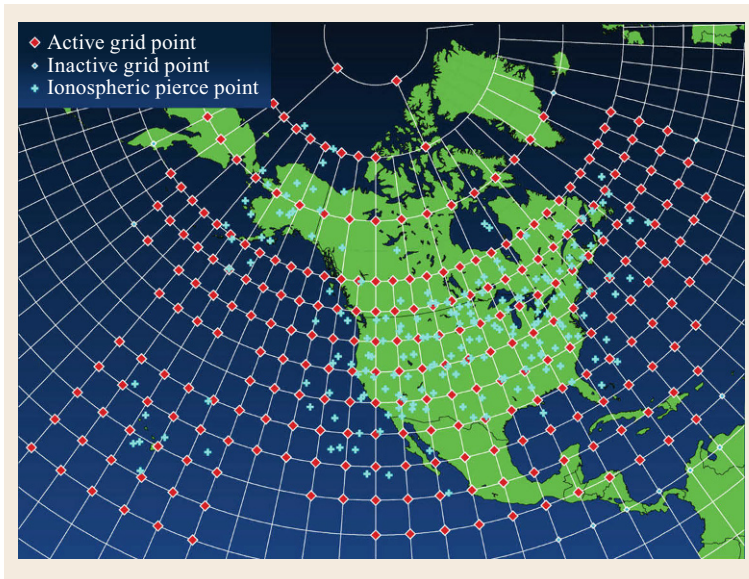 Active grid point
Inactive grid point
Ionospheric pierce point